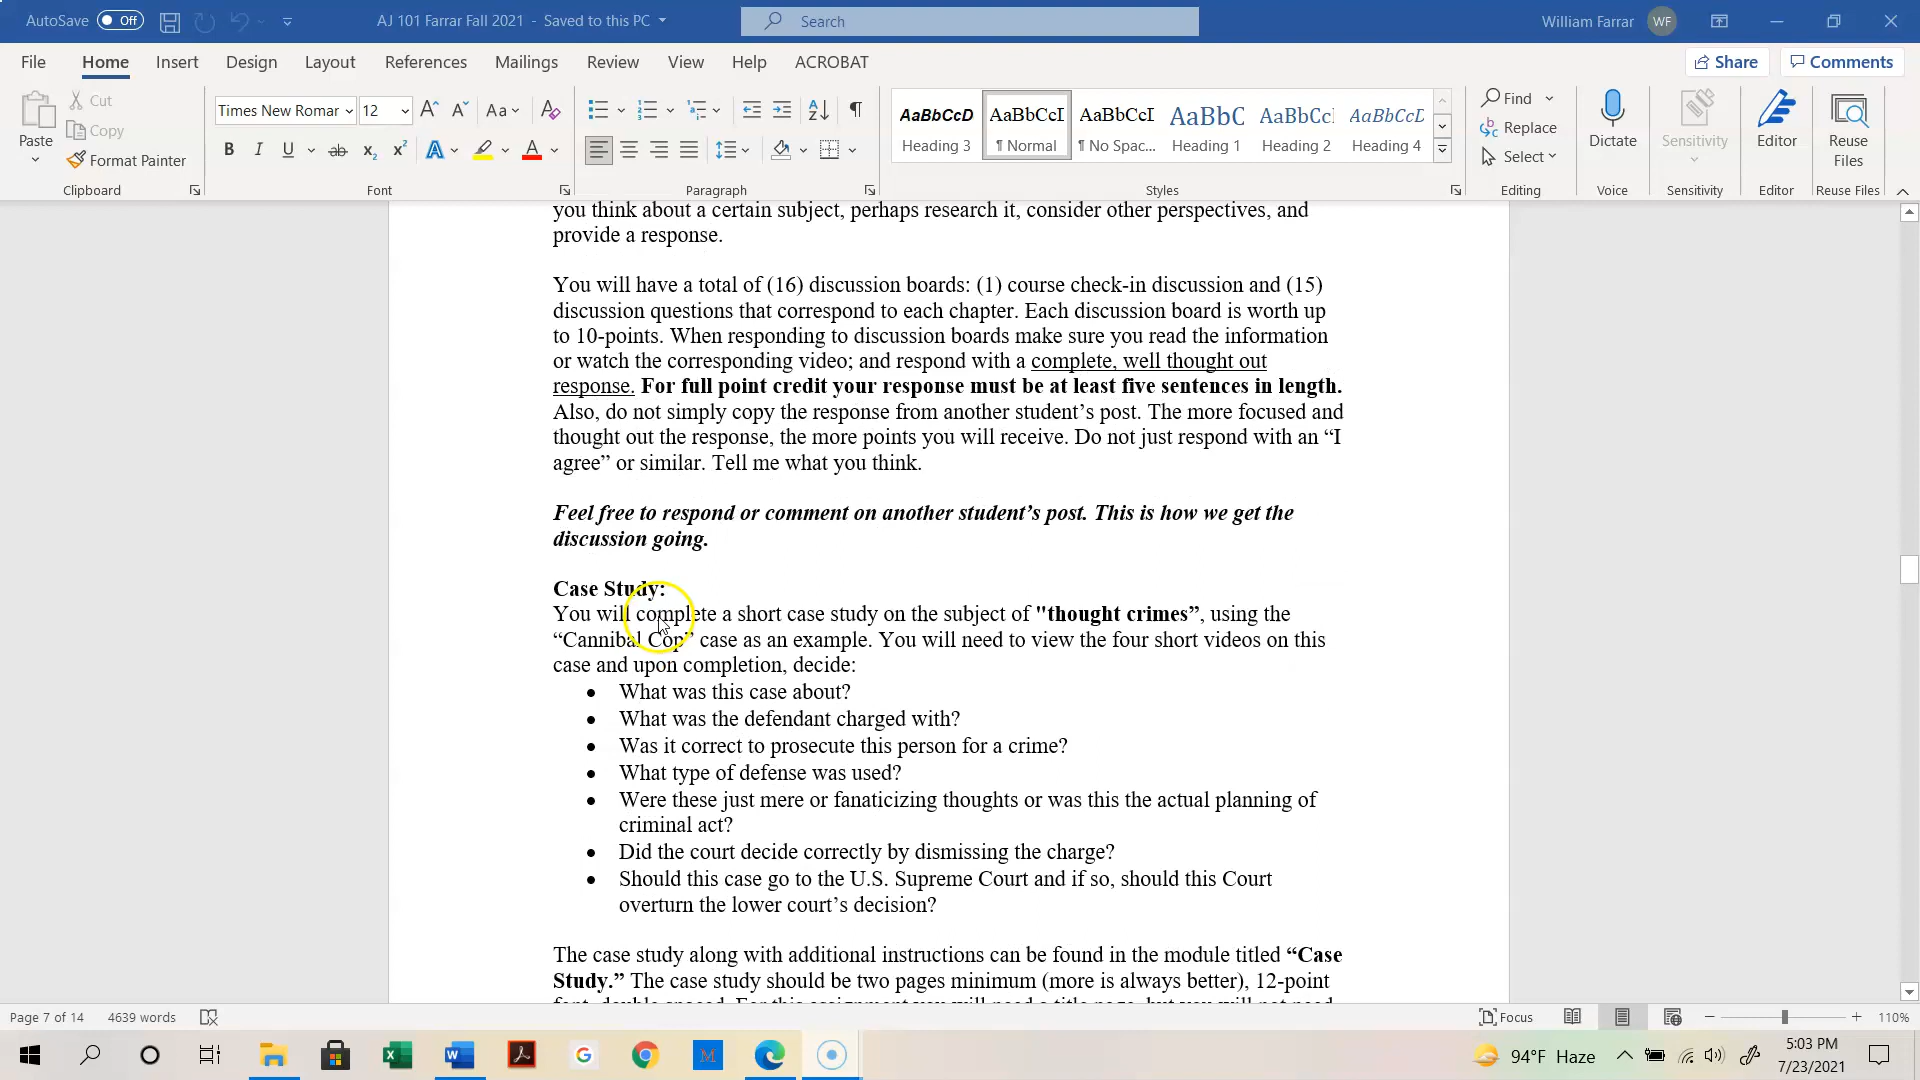 AutoSave Off AJ 101 Farrar Fall 2021 - Saved to this PC Search William Farrar WF
File Home Insert Design Layout References Mailings Review View Help ACROBAT Share Comments
Paste Cut Copy Format Painter Clipboard
Times New Romar 12 Font
Paragraph
AaBbCcD AaBbCcI AaBbCcI AaBbC AaBbCcI AaBbCcD
Heading 3 ¶ Normal ¶ No Spac... Heading 1 Heading 2 Heading 4
Styles
Find Replace Select Editing
Dictate Voice
Sensitivity Sensitivity
Editor Editor
Reuse Files Reuse Files
you think about a certain subject, perhaps research it, consider other perspectives, and
provide a response.
You will have a total of (16) discussion boards: (1) course check-in discussion and (15)
discussion questions that correspond to each chapter. Each discussion board is worth up
to 10-points. When responding to discussion boards make sure you read the information
or watch the corresponding video; and respond with a complete, well thought out
response. For full point credit your response must be at least five sentences in length.
Also, do not simply copy the response from another student’s post. The more focused and
thought out the response, the more points you will receive. Do not just respond with an “I
agree” or similar. Tell me what you think.
Feel free to respond or comment on another student’s post. This is how we get the
discussion going.
Case Study:
You will complete a short case study on the subject of "thought crimes”, using the
“Cannibal Cop” case as an example. You will need to view the four short videos on this
case and upon completion, decide:
• What was this case about?
• What was the defendant charged with?
• Was it correct to prosecute this person for a crime?
• What type of defense was used?
• Were these just mere or fanaticizing thoughts or was this the actual planning of
criminal act?
• Did the court decide correctly by dismissing the charge?
• Should this case go to the U.S. Supreme Court and if so, should this Court
overturn the lower court’s decision?
The case study along with additional instructions can be found in the module titled “Case
Study.” The case study should be two pages minimum (more is always better), 12-point
font, double spaced. For this assignment you will need a title page, but you will not need
Page 7 of 14 4639 words Focus 110%
94°F Haze 5:03 PM
7/23/2021